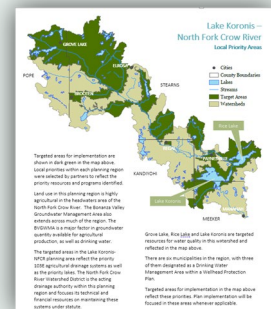 Lake Koronis –
North Fork Crow River
Local Priority Areas
Cities
County Boundaries
Lakes
Streams
Target Areas
Watersheds
GROVE LAKE
POPE
STEARNS
Rice Lake
KANDIYOHI
Lake Koronis
MEEKER
Targeted areas for implementation are
shown in dark green in the map above.
Local priorities within each planning region
were selected by partners to reflect the
priority resources and programs identified.
Land use in this planning region is highly
agricultural in the headwaters area of the
North Fork Crow River. The Bonanza Valley
Groundwater Management Area also
extends across much of the region. The
BVGWMA is a major factor in groundwater
quantity available for agricultural
production, as well as drinking water.
The targeted areas in the Lake Koronis-
NFCR planning area reflect the priority
103E agricultural drainage systems as well
as the priority lakes. The North Fork Crow
River Watershed District is the acting
drainage authority within this planning
region and focuses its technical and
financial resources on maintaining these
systems under statute.
Grove Lake, Rice Lake and Lake Koronis are targeted
resources for water quality in this watershed and
reflected in the map above.
There are six municipalities in the region, with three
of them designated as a Drinking Water
Management Area within a Wellhead Protection
Plan.
Targeted areas for implementation in the map above
reflect these priorities. Plan implementation will be
focused in these areas wherever applicable.